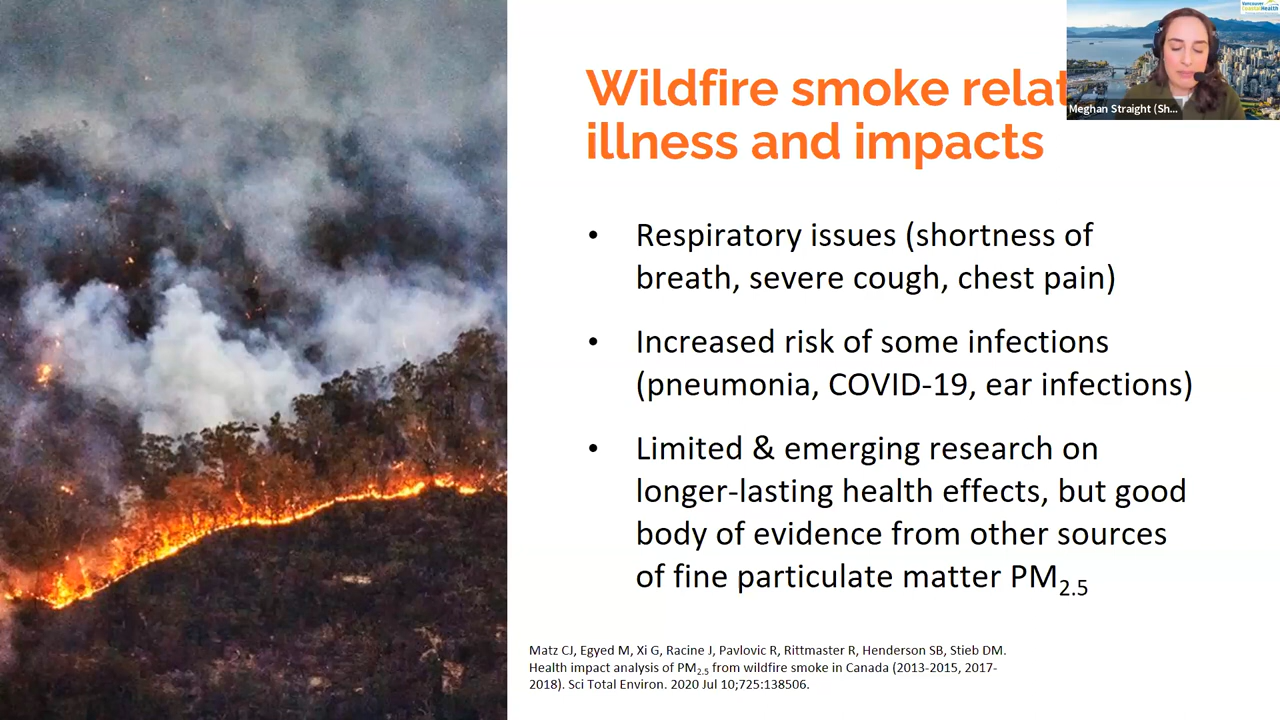 Wildfire smoke relat
illness and impacts
Vancouver
CoastalHealth
Meghan Straight (Sh...
• Respiratory issues (shortness of
breath, severe cough, chest pain)
• Increased risk of some infections
(pneumonia, COVID-19, ear infections)
• Limited & emerging research on
longer-lasting health effects, but good
body of evidence from other sources
of fine particulate matter PM2.5
Matz CJ, Egyed M, Xi G, Racine J, Pavlovic R, Rittmaster R, Henderson SB, Stieb DM.
Health impact analysis of PM2.5 from wildfire smoke in Canada (2013-2015, 2017-
2018). Sci Total Environ. 2020 Jul 10;725:138506.